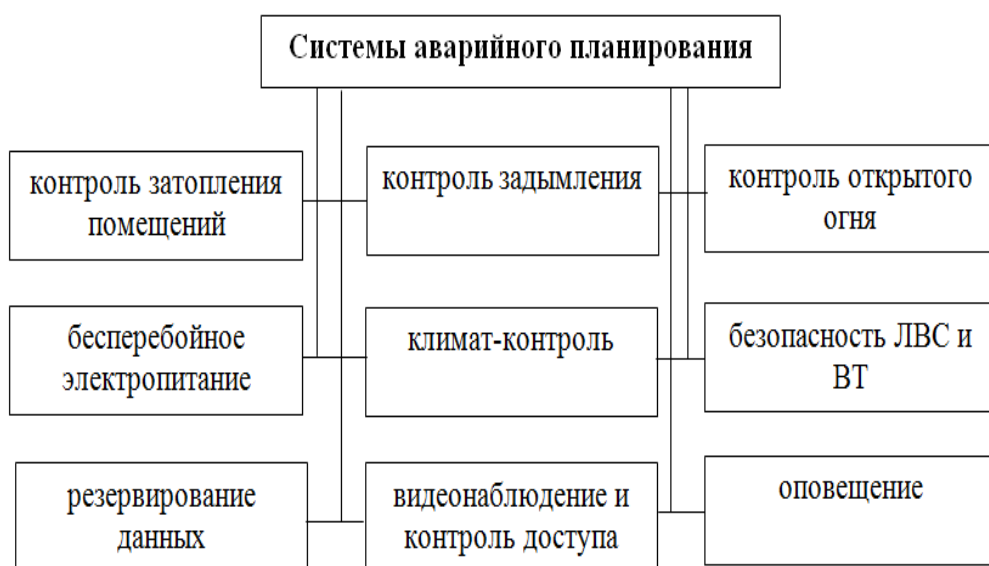 Системы аварийного планирования
контроль затопления
помещений
контроль задымления
контроль открытого
огня
бесперебойное
электропитание
климат-контроль
безопасность ЛВС и
ВТ
резервирование
данных
видеонаблюдение и
контроль доступа
оповещение